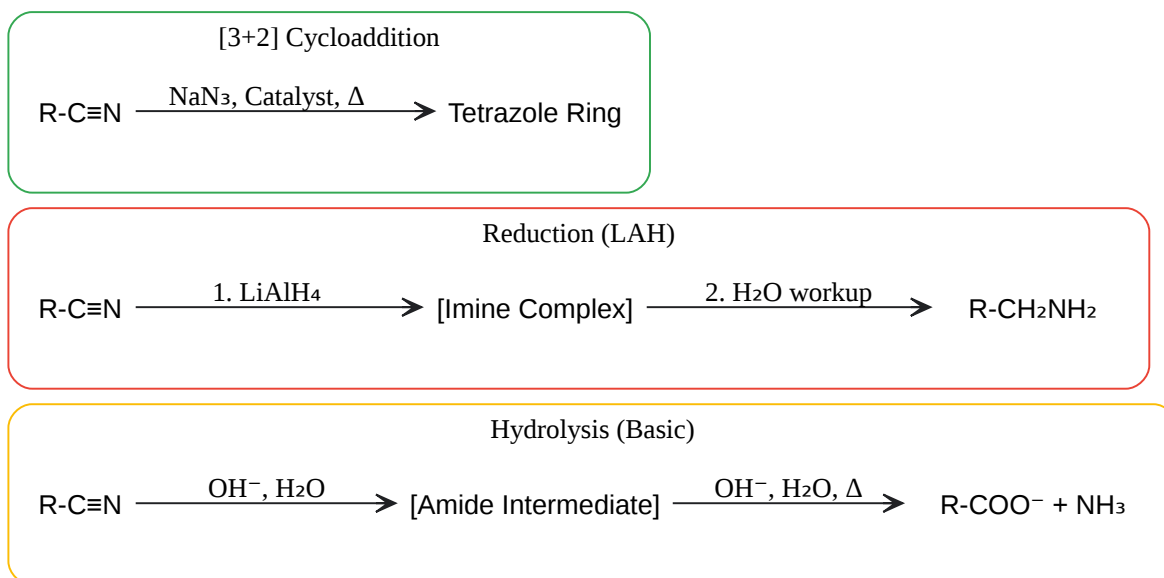 [3+2] Cycloaddition
R-C≡N NaN₃, Catalyst, Δ Tetrazole Ring
Reduction (LAH)
R-C≡N 1. LiAlH₄ [Imine Complex] 2. H₂O workup R-CH₂NH₂
Hydrolysis (Basic)
R-C≡N OH⁻, H₂O [Amide Intermediate] OH⁻, H₂O, Δ R-COO⁻ + NH₃